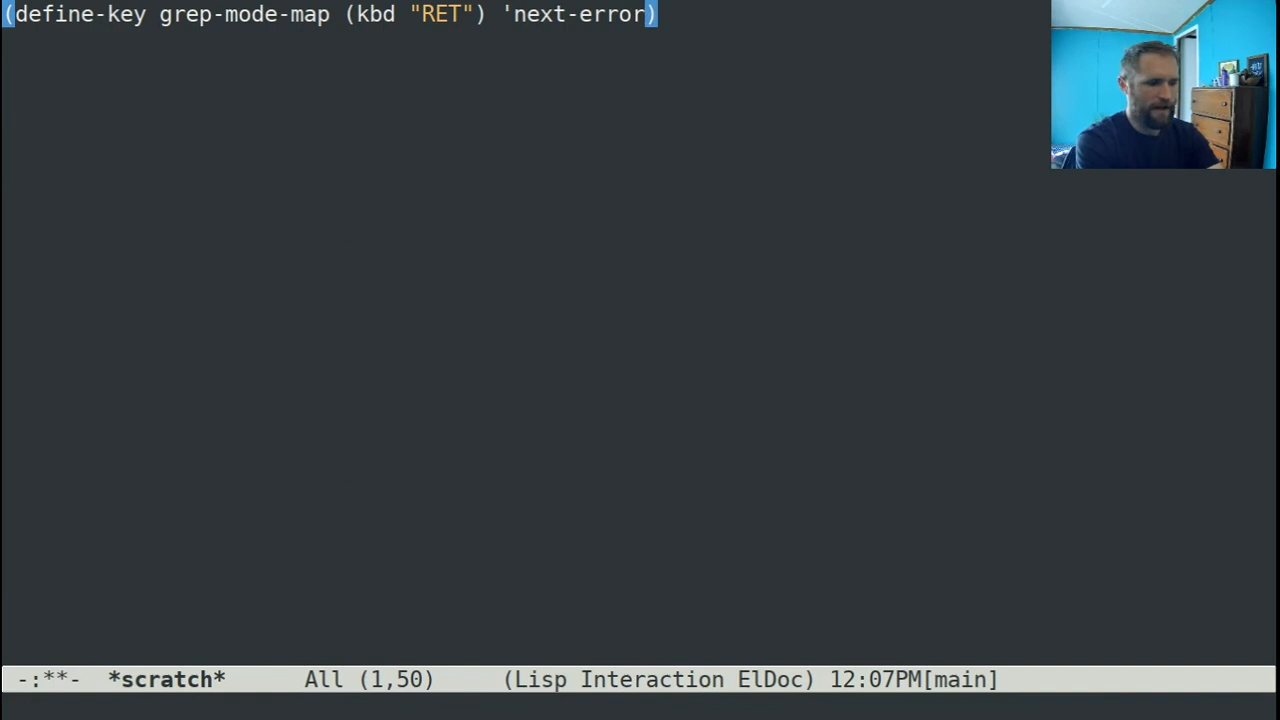 (define-key grep-mode-map (kbd "RET") 'next-error)
-:**-  *scratch*      All (1,50)     (Lisp Interaction ElDoc) 12:07PM[main]